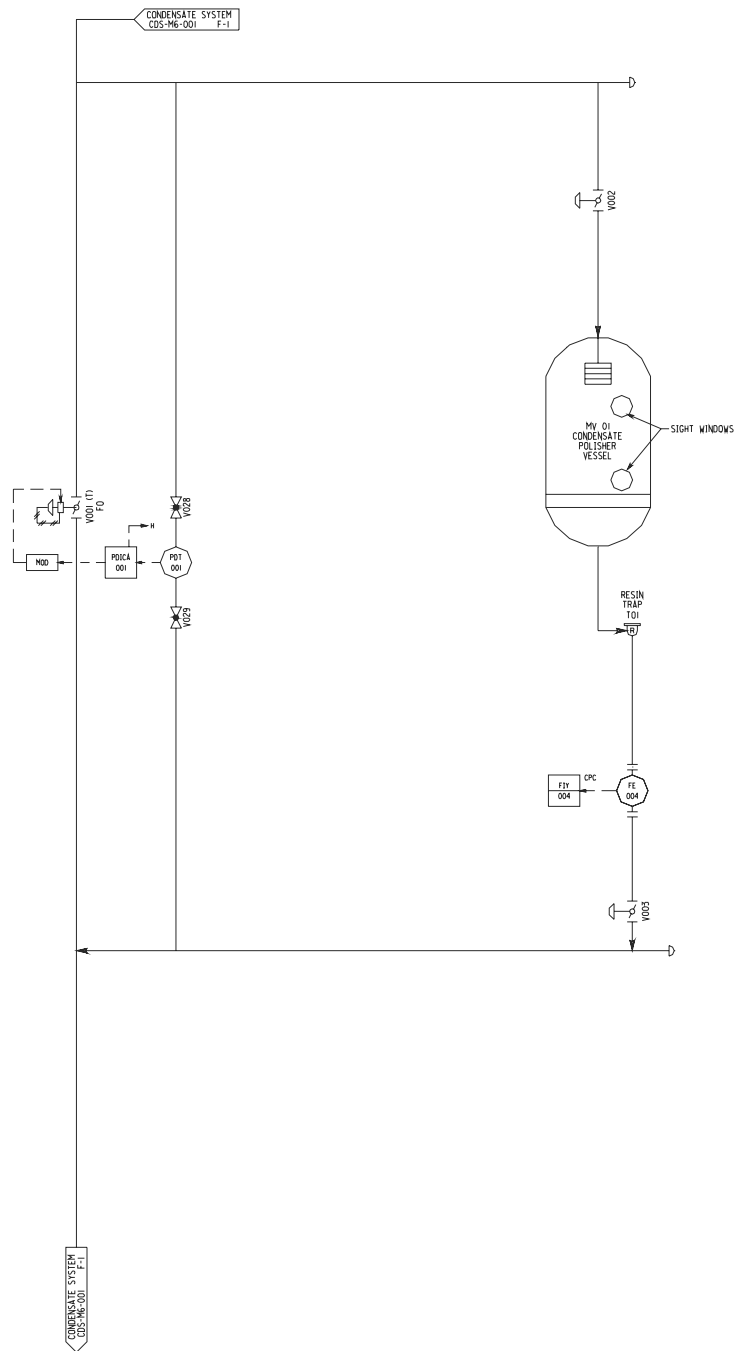 CONDENSATE SYSTEM
CDS-M6-001 F-1
V002
MV 01
CONDENSATE
POLISHER
VESSEL
SIGHT WINDOWS
V001 (T)
FO
V028
H
MOD
PDICA
001
PDT
001
V029
RESIN
TRAP
T01
R
CPC
FIY
004
FE
004
V003
CONDENSATE SYSTEM
CDS-M6-001 F-1